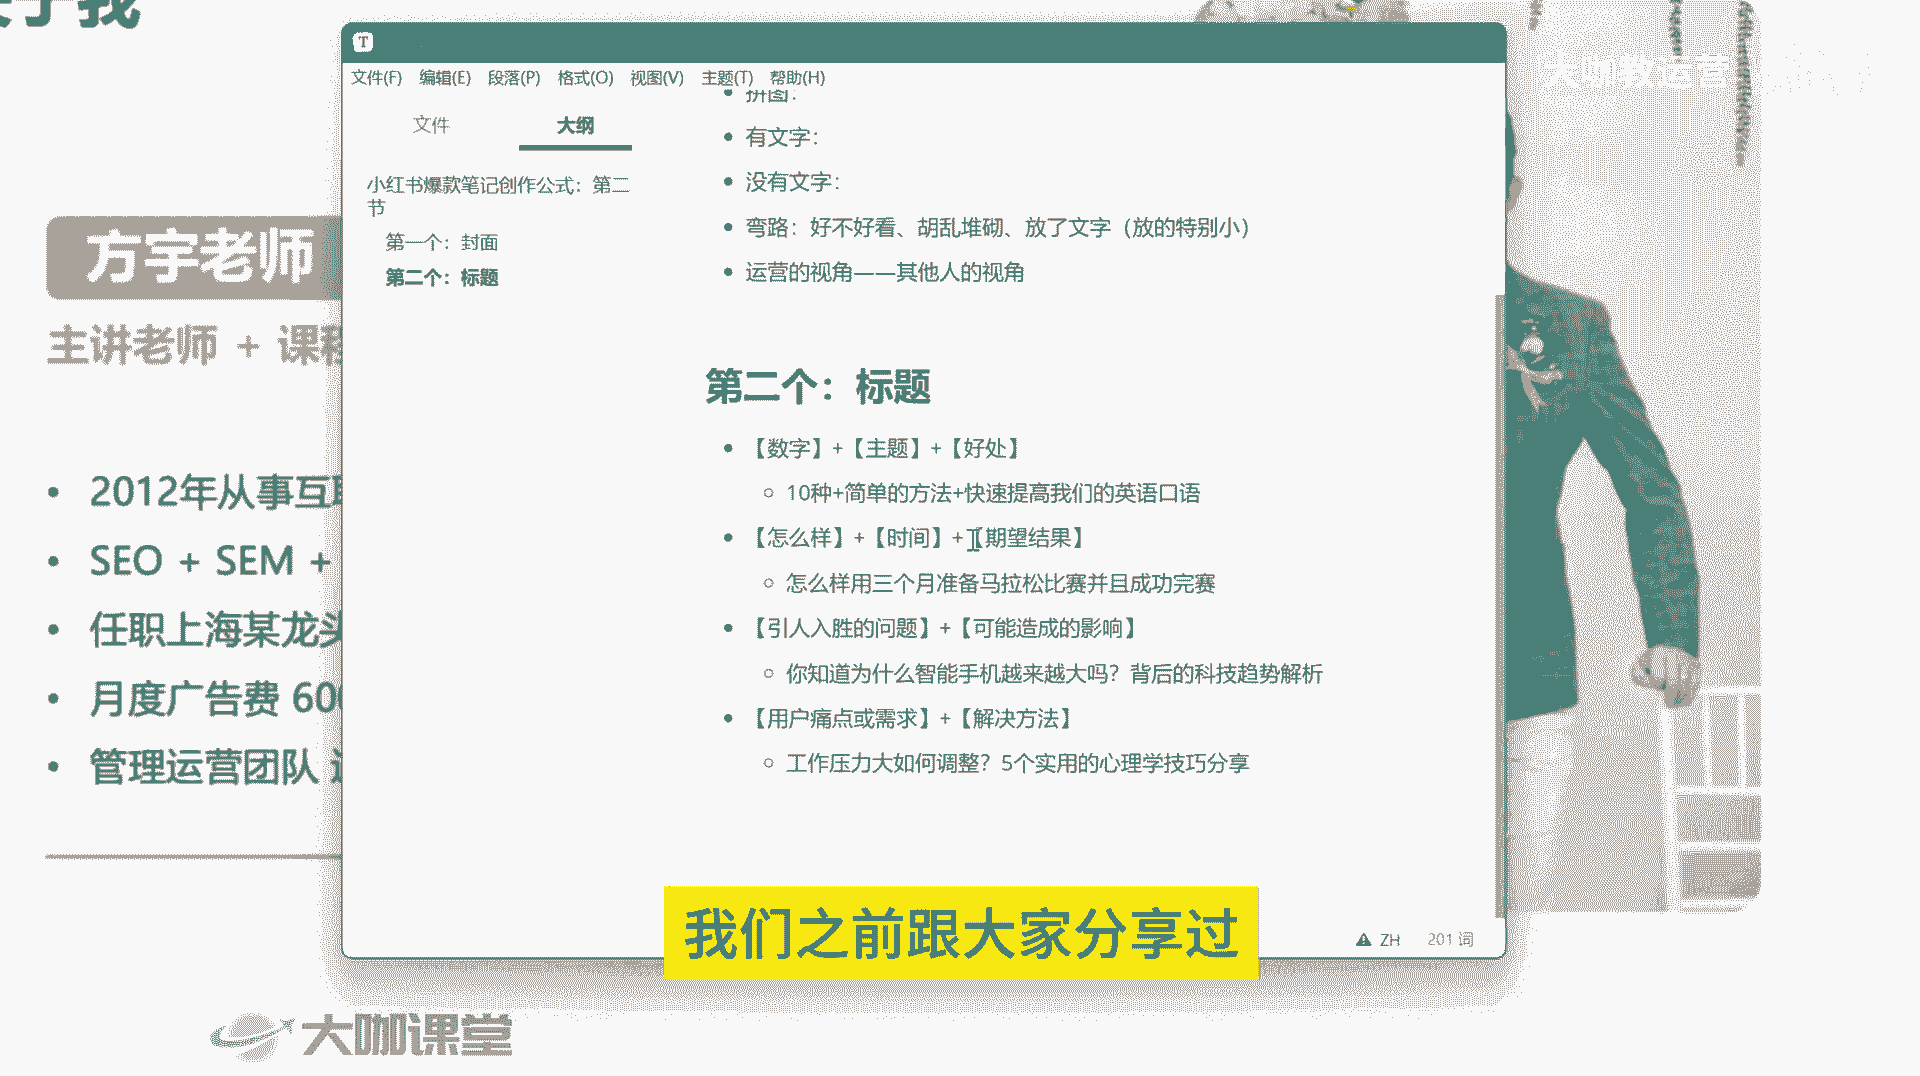 关于我
大咖教运营
T
文件(F) 编辑(E) 段落(P) 格式(O) 视图(V) 主题(T) 帮助(H)
文件 大纲
小红书爆款笔记创作公式：第二
节
第一个：封面
第二个：标题
拼图：
有文字：
没有文字：
弯路：好不好看、胡乱堆砌、放了文字（放的特别小）
运营的视角——其他人的视角
第二个：标题
【数字】+【主题】+【好处】
10种+简单的方法+快速提高我们的英语口语
【怎么样】+【时间】+【期望结果】
怎么样用三个月准备马拉松比赛并且成功完赛
【引人入胜的问题】+【可能造成的影响】
你知道为什么智能手机越来越大吗？背后的科技趋势解析
【用户痛点或需求】+【解决方法】
工作压力大如何调整？5个实用的心理学技巧分享
ZH 201 词
方宇老师
主讲老师 + 课程
2012年从事互联
SEO + SEM +
任职上海某龙头
月度广告费 600
管理运营团队
我们之前跟大家分享过
大咖课堂